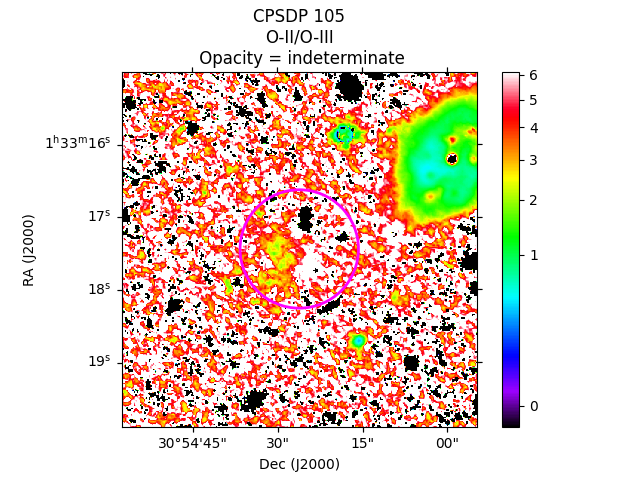 CPSDP 105
O-II/O-III
Opacity = indeterminate
6
5
4
3
2
1
0
1ʰ33ᵐ16ˢ
17ˢ
18ˢ
19ˢ
RA (J2000)
30°54'45" 30" 15" 00"
Dec (J2000)